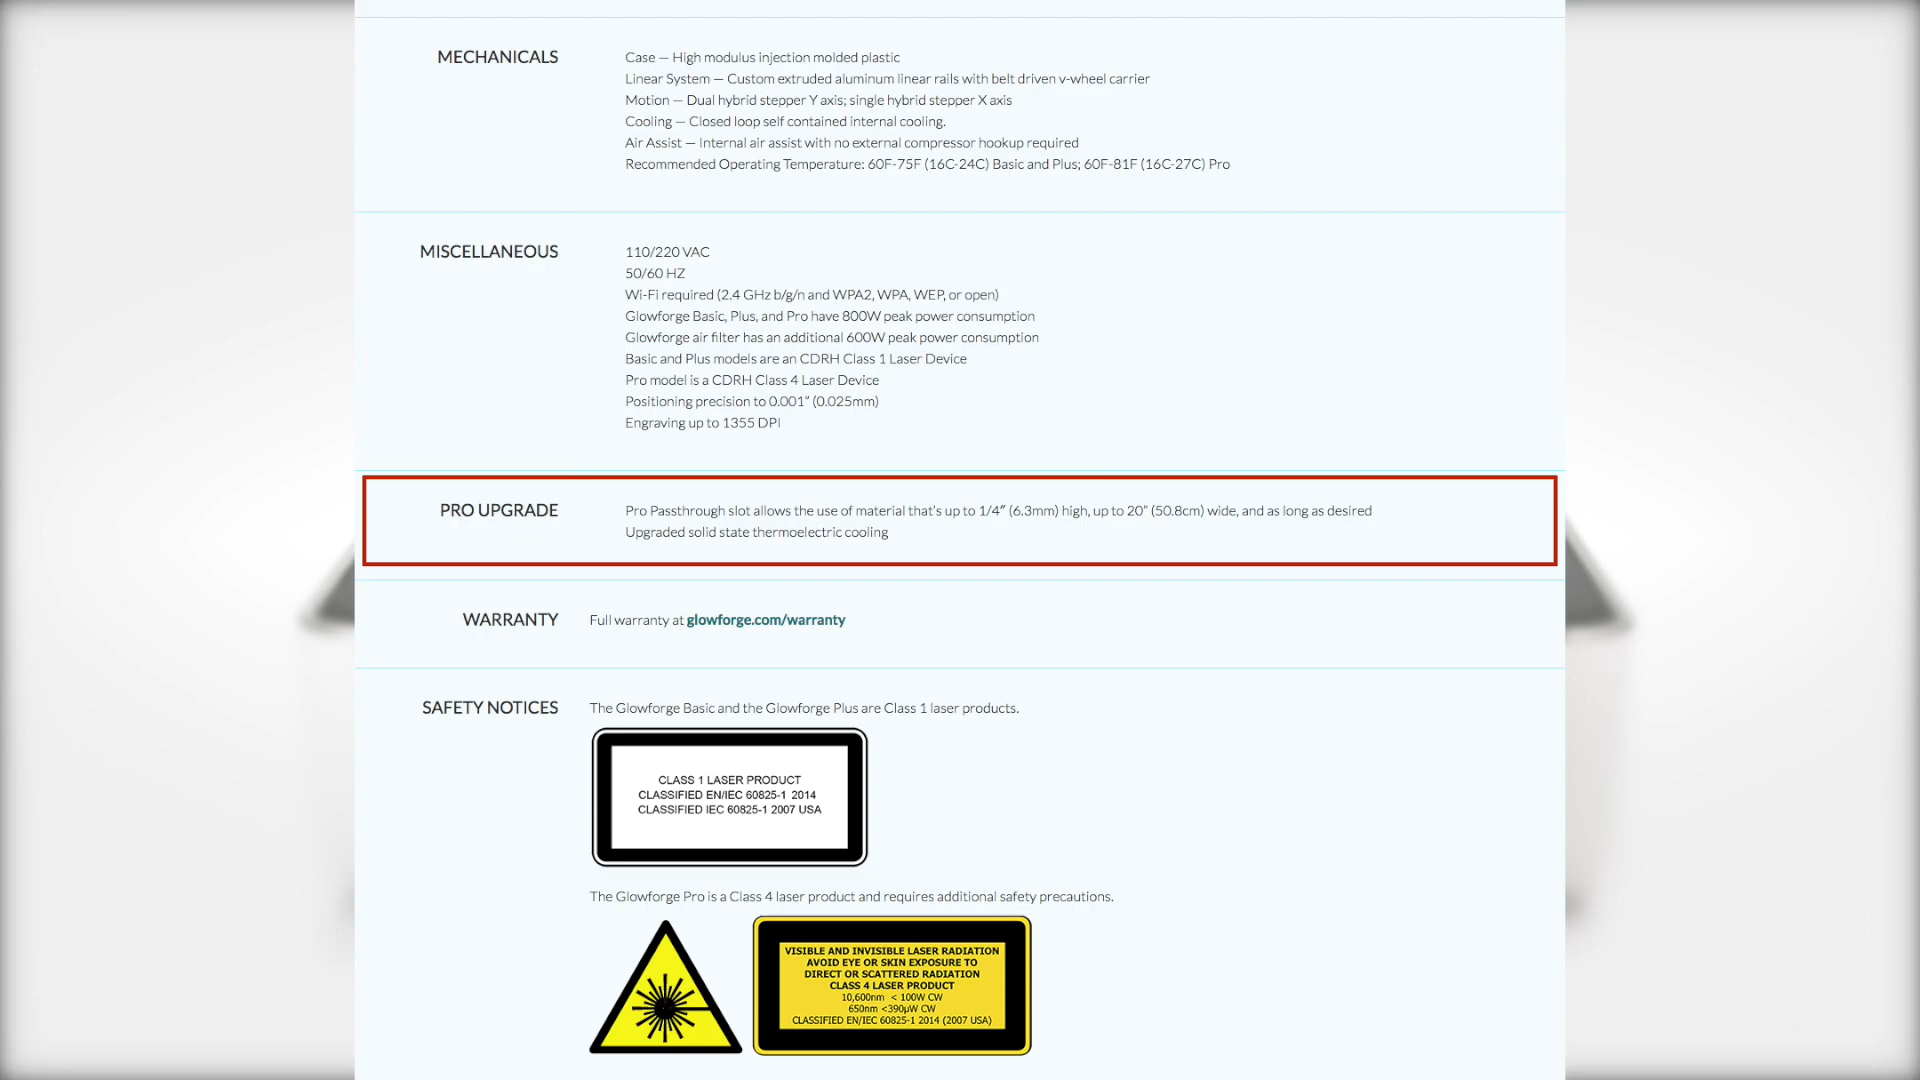 MECHANICALS
Case — High modulus injection molded plastic
Linear System — Custom extruded aluminum linear rails with belt driven v-wheel carrier
Motion — Dual hybrid stepper Y axis; single hybrid stepper X axis
Cooling — Closed loop self contained internal cooling.
Air Assist — Internal air assist with no external compressor hookup required
Recommended Operating Temperature: 60F-75F (16C-24C) Basic and Plus; 60F-81F (16C-27C) Pro
MISCELLANEOUS
110/220 VAC
50/60 HZ
Wi-Fi required (2.4 GHz b/g/n and WPA2, WPA, WEP, or open)
Glowforge Basic, Plus, and Pro have 800W peak power consumption
Glowforge air filter has an additional 600W peak power consumption
Basic and Plus models are an CDRH Class 1 Laser Device
Pro model is a CDRH Class 4 Laser Device
Positioning precision to 0.001” (0.025mm)
Engraving up to 1355 DPI
PRO UPGRADE
Pro Passthrough slot allows the use of material that's up to 1/4″ (6.3mm) high, up to 20” (50.8cm) wide, and as long as desired
Upgraded solid state thermoelectric cooling
WARRANTY
Full warranty at glowforge.com/warranty
SAFETY NOTICES
The Glowforge Basic and the Glowforge Plus are Class 1 laser products.
CLASS 1 LASER PRODUCT
CLASSIFIED EN/IEC 60825-1 2014
CLASSIFIED IEC 60825-1 2007 USA
The Glowforge Pro is a Class 4 laser product and requires additional safety precautions.
VISIBLE AND INVISIBLE LASER RADIATION
AVOID EYE OR SKIN EXPOSURE TO
DIRECT OR SCATTERED RADIATION
CLASS 4 LASER PRODUCT
10,600nm < 100W CW
650nm <390µW CW
CLASSIFIED EN/IEC 60825-1 2014 (2007 USA)